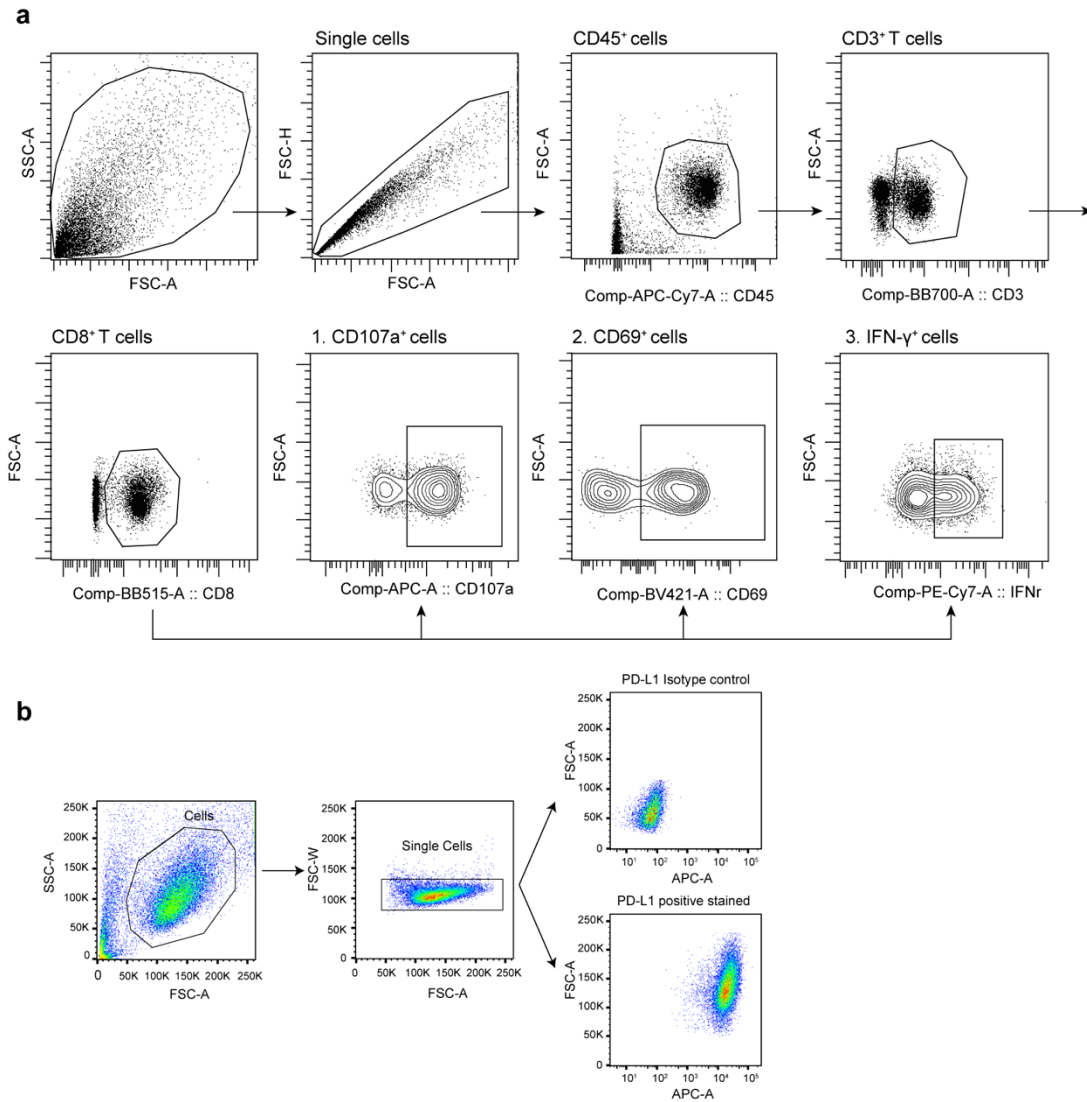 a
Single cells
CD45⁺ cells
CD3⁺ T cells
SSC-A
FSC-A
FSC-H
FSC-A
FSC-A
Comp-APC-Cy7-A :: CD45
FSC-A
Comp-BB700-A :: CD3
CD8⁺ T cells
1. CD107a⁺ cells
2. CD69⁺ cells
3. IFN-γ⁺ cells
FSC-A
Comp-BB515-A :: CD8
FSC-A
Comp-APC-A :: CD107a
FSC-A
Comp-BV421-A :: CD69
FSC-A
Comp-PE-Cy7-A :: IFNr
b
SSC-A
250K
200K
150K
100K
50K
0
Cells
0 50K 100K 150K 200K 250K
FSC-A
FSC-W
250K
200K
150K
100K
50K
0
Single Cells
0 50K 100K 150K 200K 250K
FSC-A
PD-L1 Isotype control
FSC-A
250K
200K
150K
100K
50K
0
10¹ 10² 10³ 10⁴ 10⁵
APC-A
PD-L1 positive stained
FSC-A
250K
200K
150K
100K
50K
0
10¹ 10² 10³ 10⁴ 10⁵
APC-A